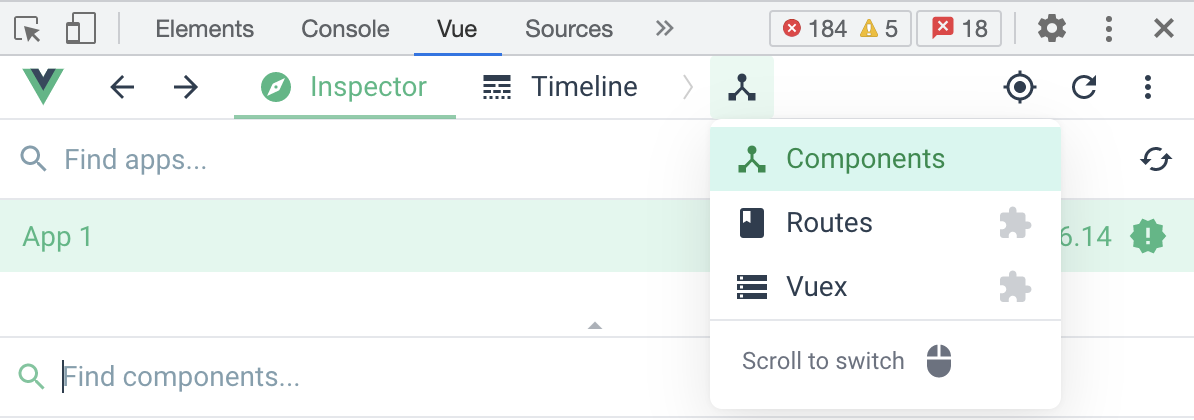 Elements Console Vue Sources 184 5 18
Inspector Timeline
Find apps...
Components
Routes
App 1 6.14
Vuex
Scroll to switch
Find components...